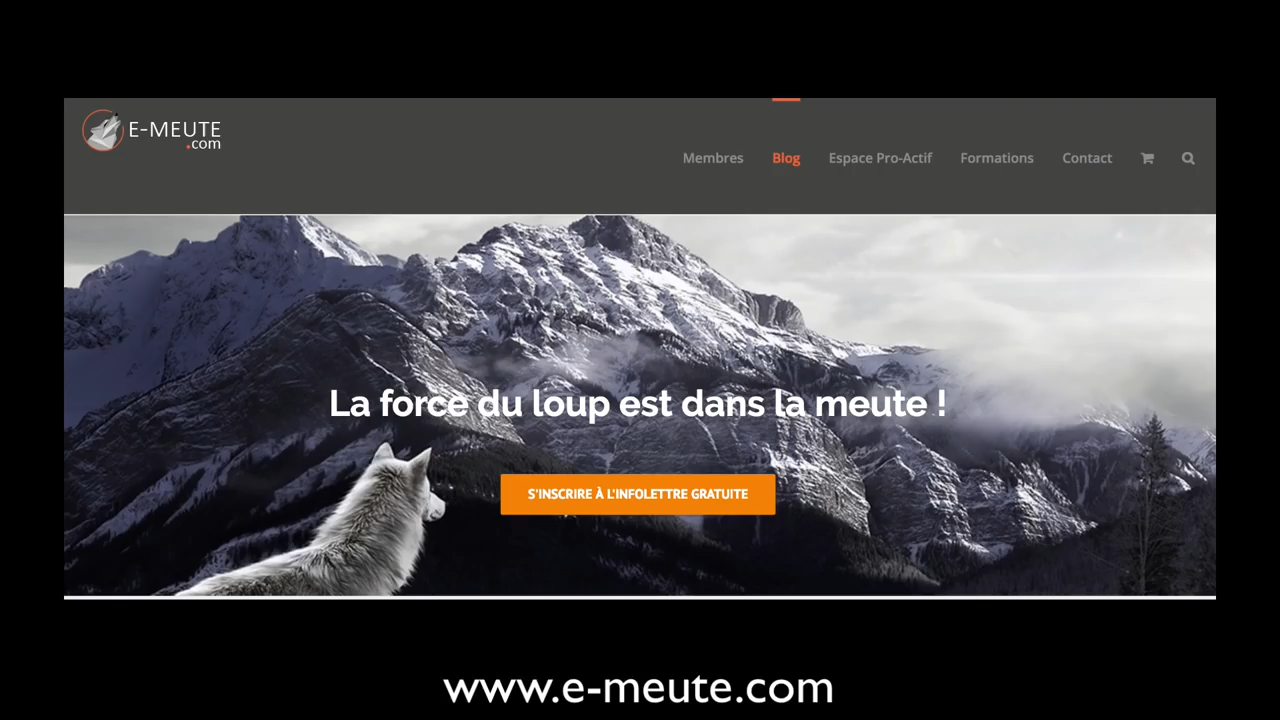 E-MEUTE
.com
Membres Blog Espace Pro-Actif Formations Contact
La force du loup est dans la meute !
S'INSCRIRE À L'INFOLETTRE GRATUITE
www.e-meute.com